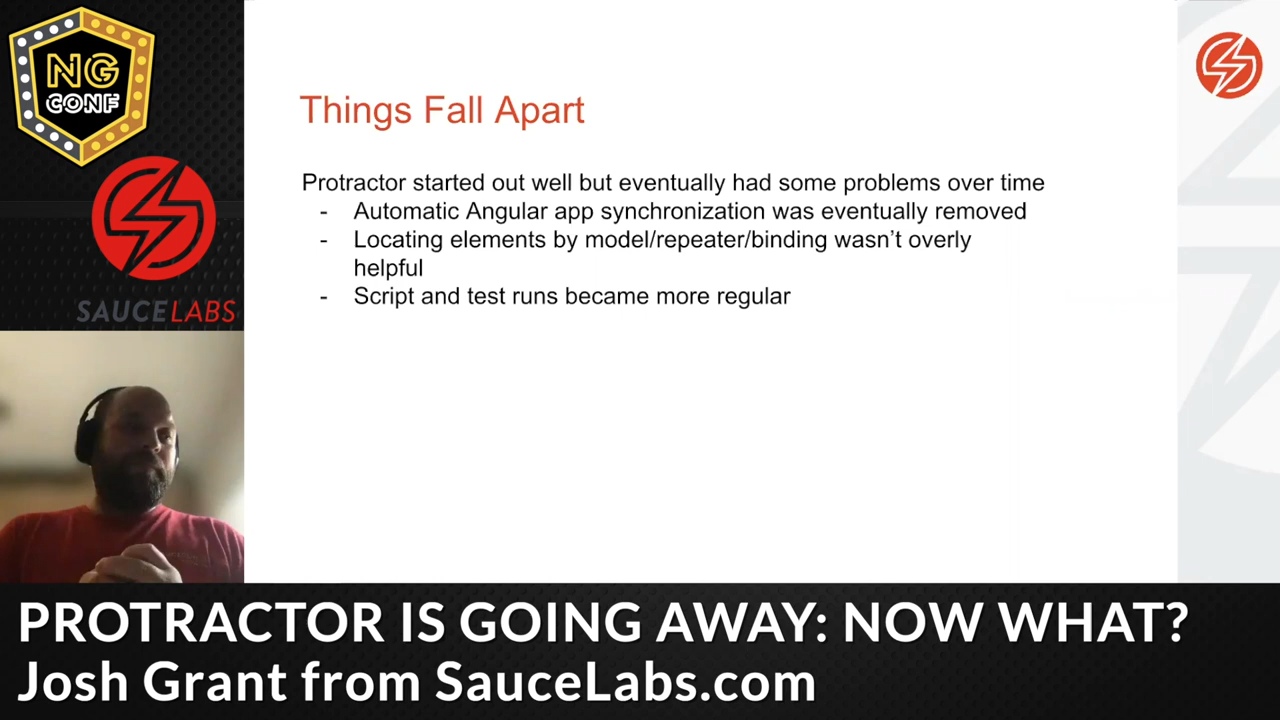 NG
CONF
SAUCELABS
Things Fall Apart
Protractor started out well but eventually had some problems over time
- Automatic Angular app synchronization was eventually removed
- Locating elements by model/repeater/binding wasn’t overly
helpful
- Script and test runs became more regular
PROTRACTOR IS GOING AWAY: NOW WHAT?
Josh Grant from SauceLabs.com